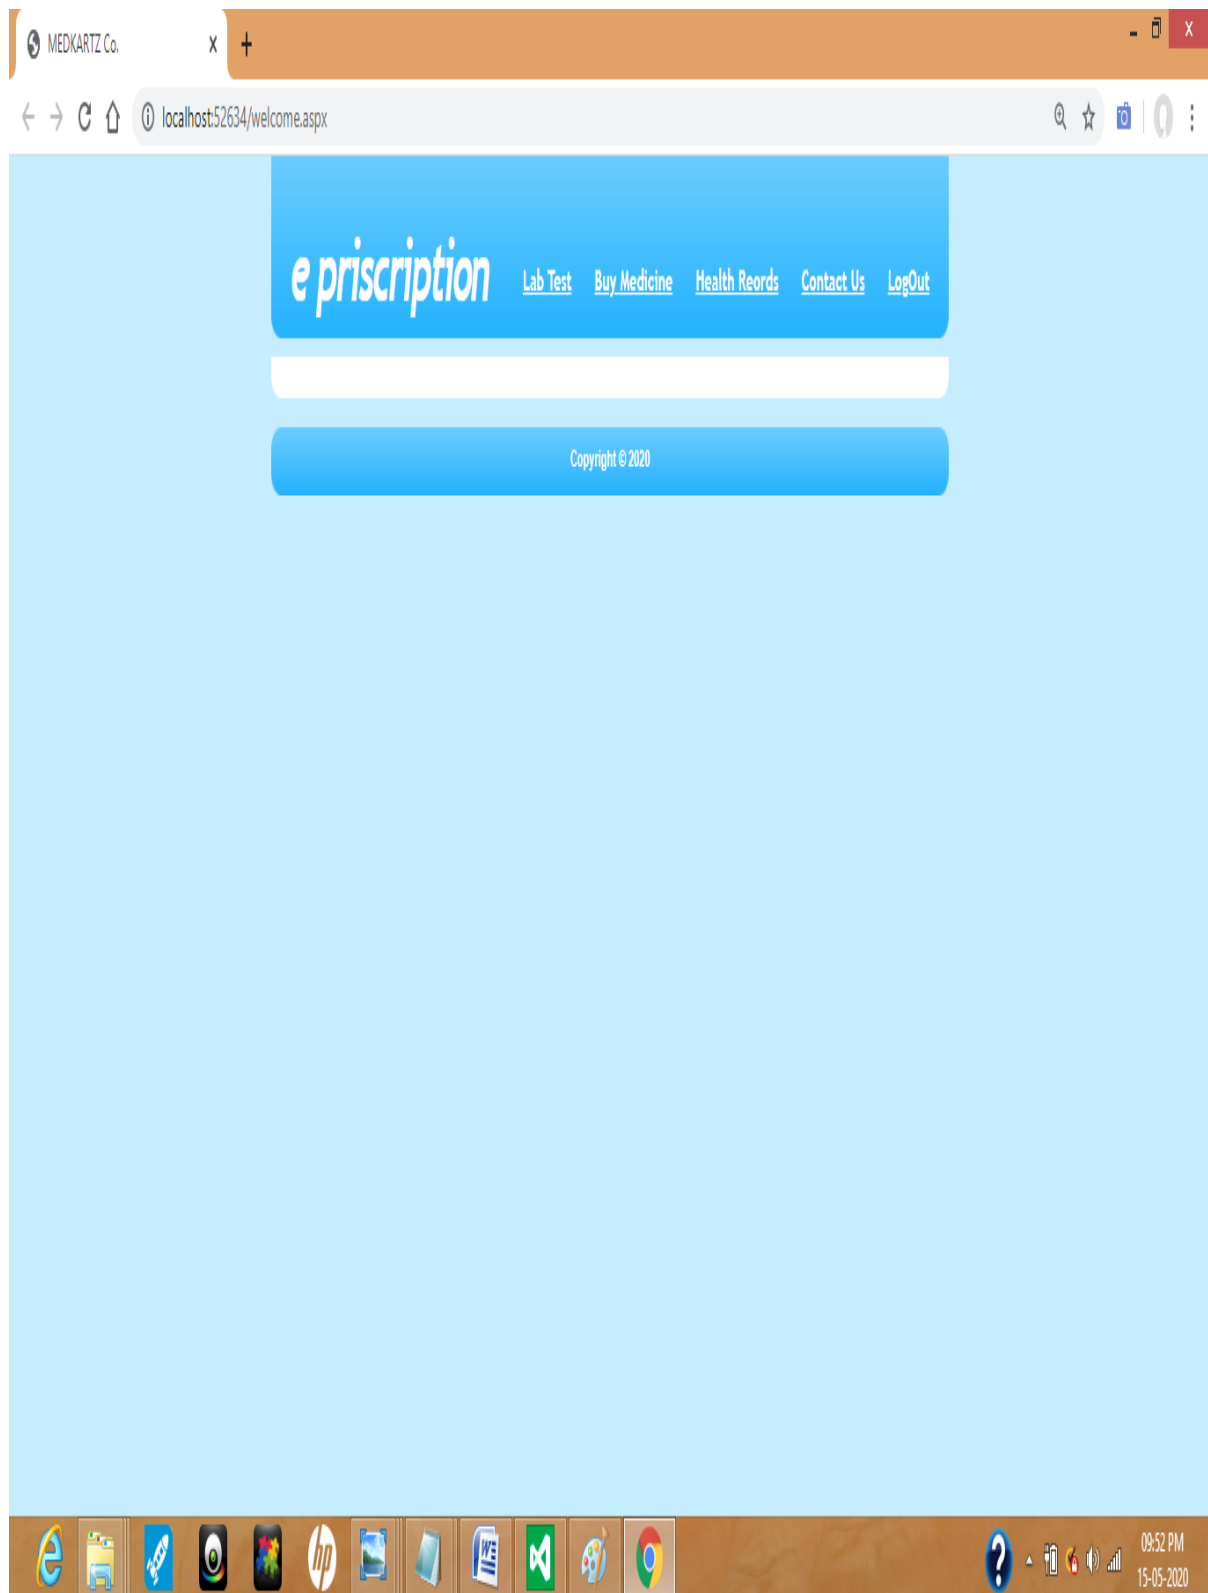 MEDKARTZ Co.
localhost:52634/welcome.aspx
e priscription
Lab Test Buy Medicine Health Reords Contact Us LogOut
Copyright © 2020
hp
09:52 PM
15-05-2020